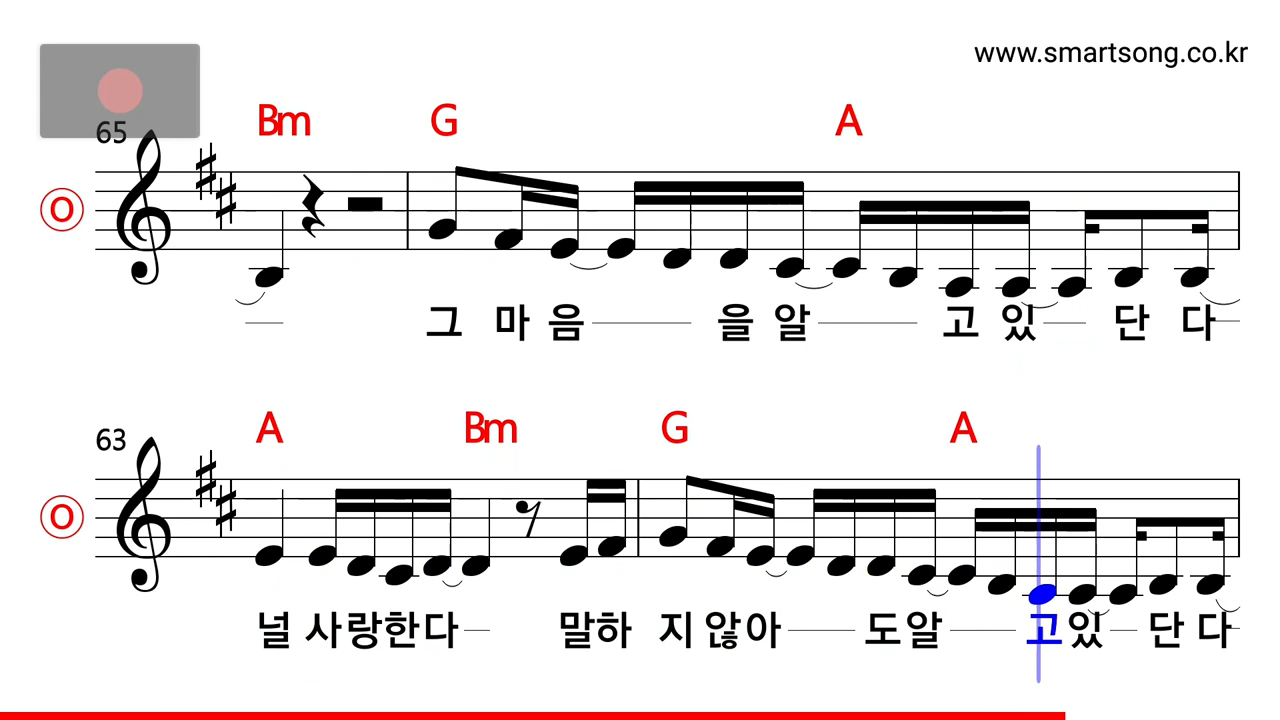 www.smartsong.co.kr
65
Bm G A
O
그 마 음 을 알 고 있 단 다
63
A Bm G A
O
널 사랑한다 말하 지 않아 도알 고있 단 다